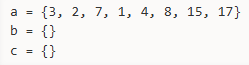 a = {3, 2, 7, 1, 4, 8, 15, 17}
b = {}
c = {}